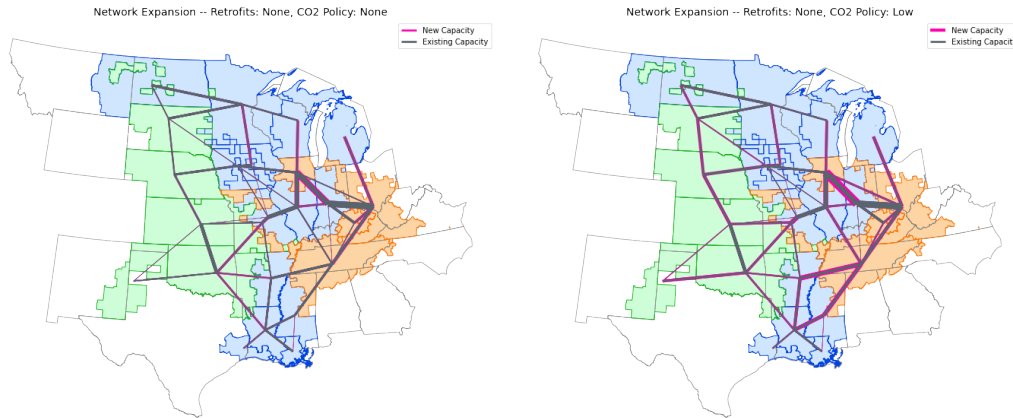 Network Expansion -- Retrofits: None, CO2 Policy: None
New Capacity
Existing Capacity
Network Expansion -- Retrofits: None, CO2 Policy: Low
New Capacity
Existing Capacity